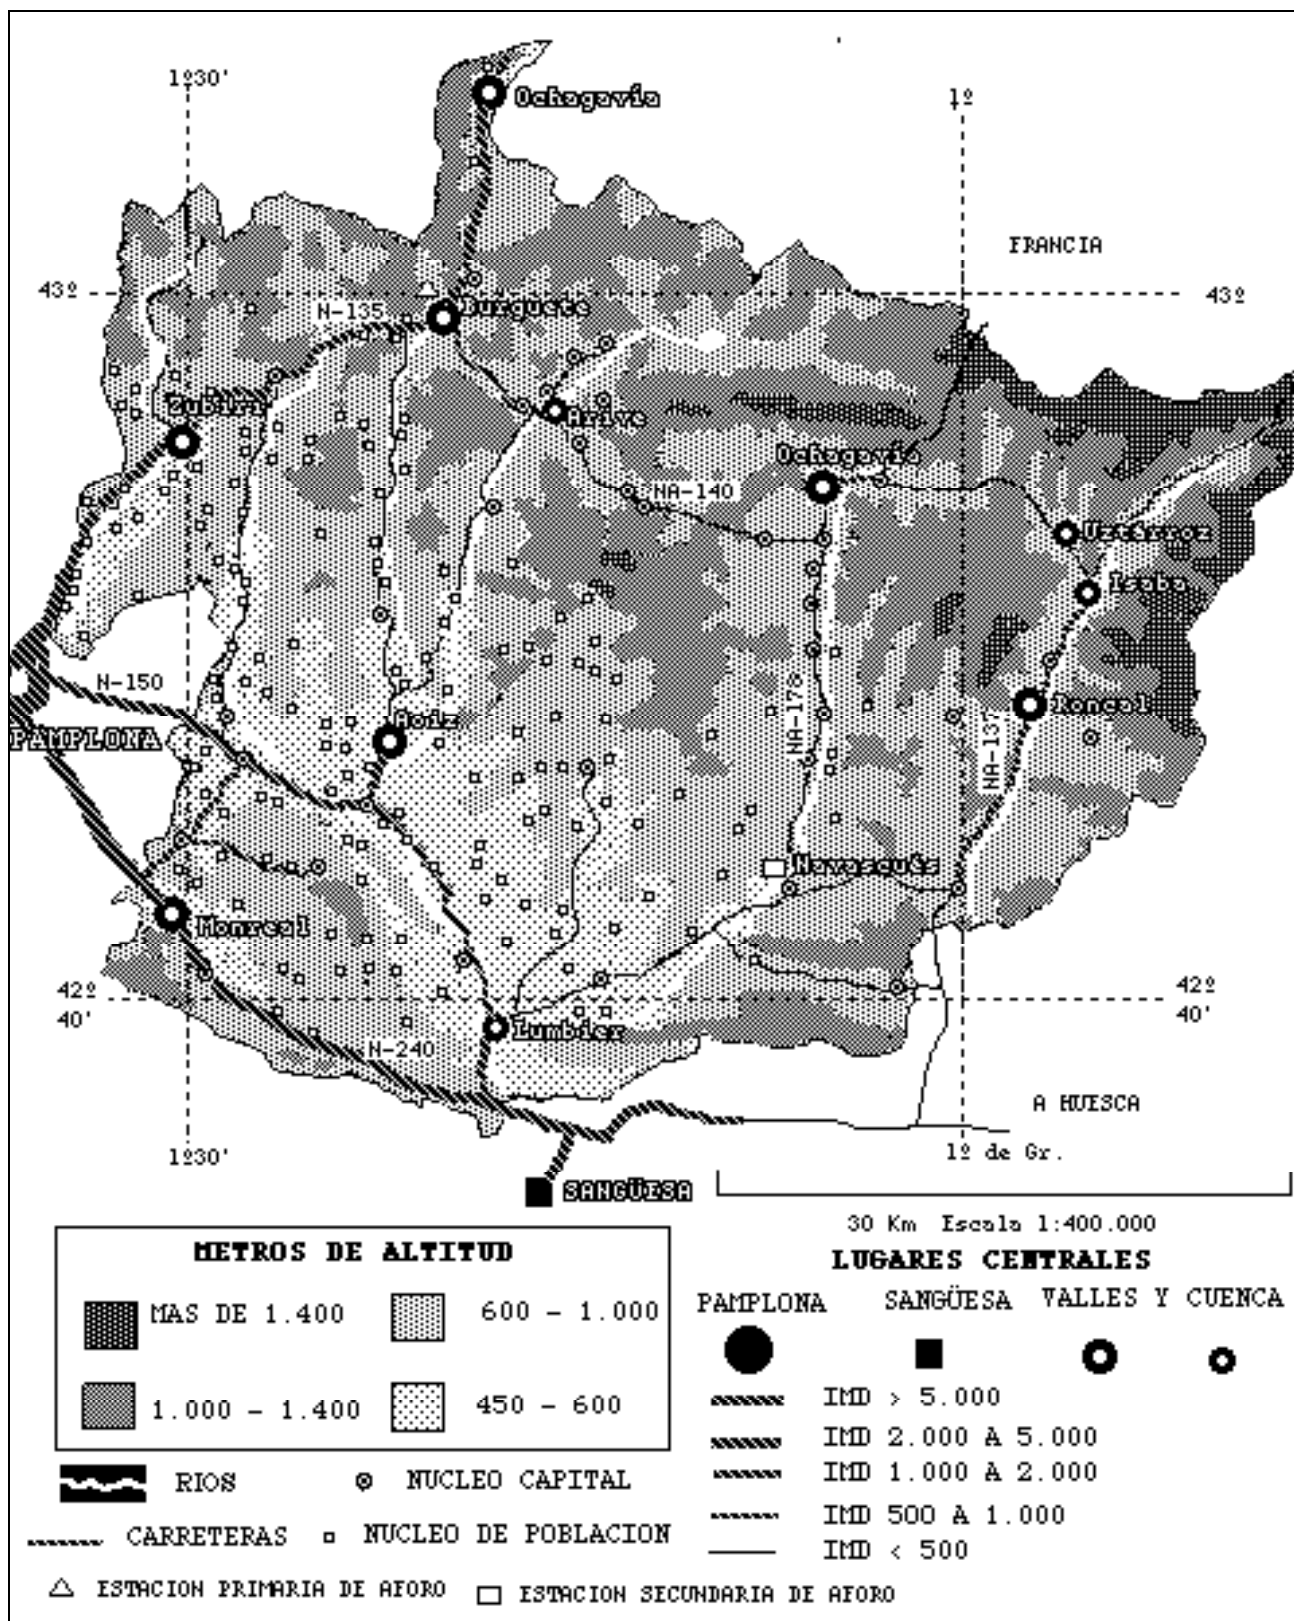 1º30'
1º
Ochagavía
FRANCIA
43º
43º
N-135
Burguete
Zubiri
Arive
Ochagavía
NA-140
Uztárroz
Isaba
N-150
NA-178
NA-137
Roncal
Aoiz
PAMPLONA
Navasqués
Monreal
42º
40'
42º
40'
Lumbier
N-240
A HUESCA
1º30'
1º de Gr.
SANGÜESA
30 Km Escala 1:400.000
METROS DE ALTITUD
MAS DE 1.400
600 - 1.000
1.000 - 1.400
450 - 600
LUGARES CENTRALES
PAMPLONA SANGÜESA VALLES Y CUENCA
IMD > 5.000
IMD 2.000 A 5.000
IMD 1.000 A 2.000
IMD 500 A 1.000
IMD < 500
RIOS
NUCLEO CAPITAL
CARRETERAS
NUCLEO DE POBLACION
ESTACION PRIMARIA DE AFORO
ESTACION SECUNDARIA DE AFORO